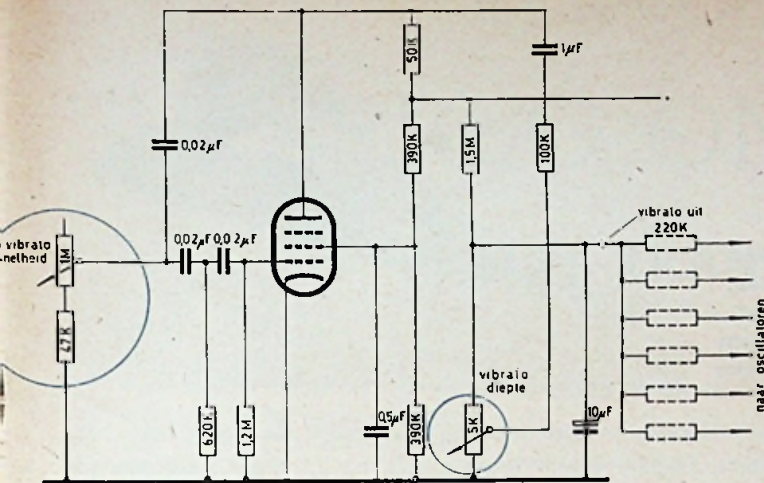 50K
1µF
0,02µF
390K
1,5M
100K
vibrato uit
220K
0,02µF
0,02µF
vibrato
nelheid
1M
47K
vibrato
diepte
naar oscillatoren
620K
1,2M
0,5µF
390K
5K
10µF
+